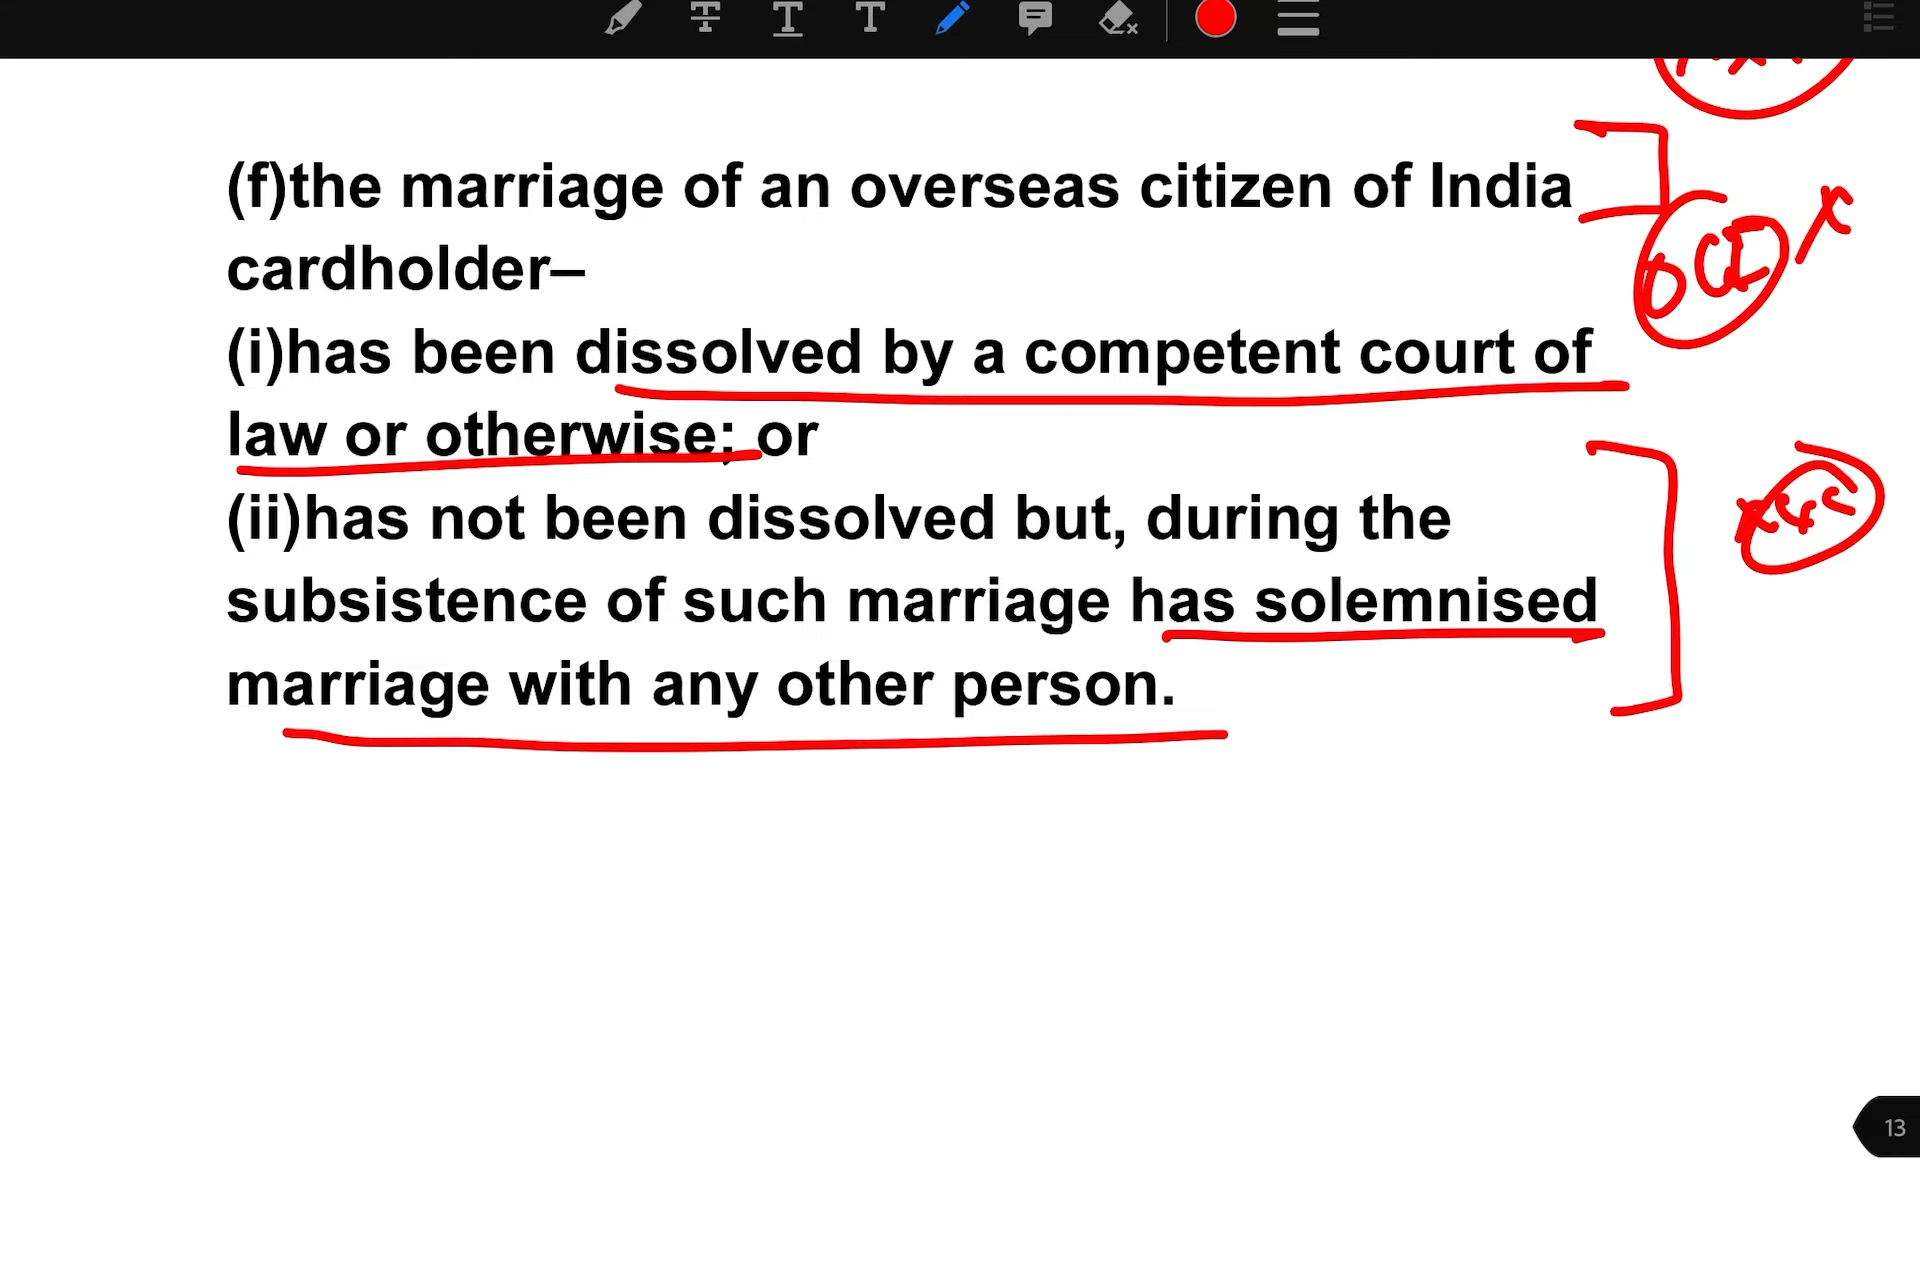 (f)the marriage of an overseas citizen of India
OCI x
cardholder–
(i)has been dissolved by a competent court of
law or otherwise; or
(ii)has not been dissolved but, during the
subsistence of such marriage has solemnised
marriage with any other person.
13